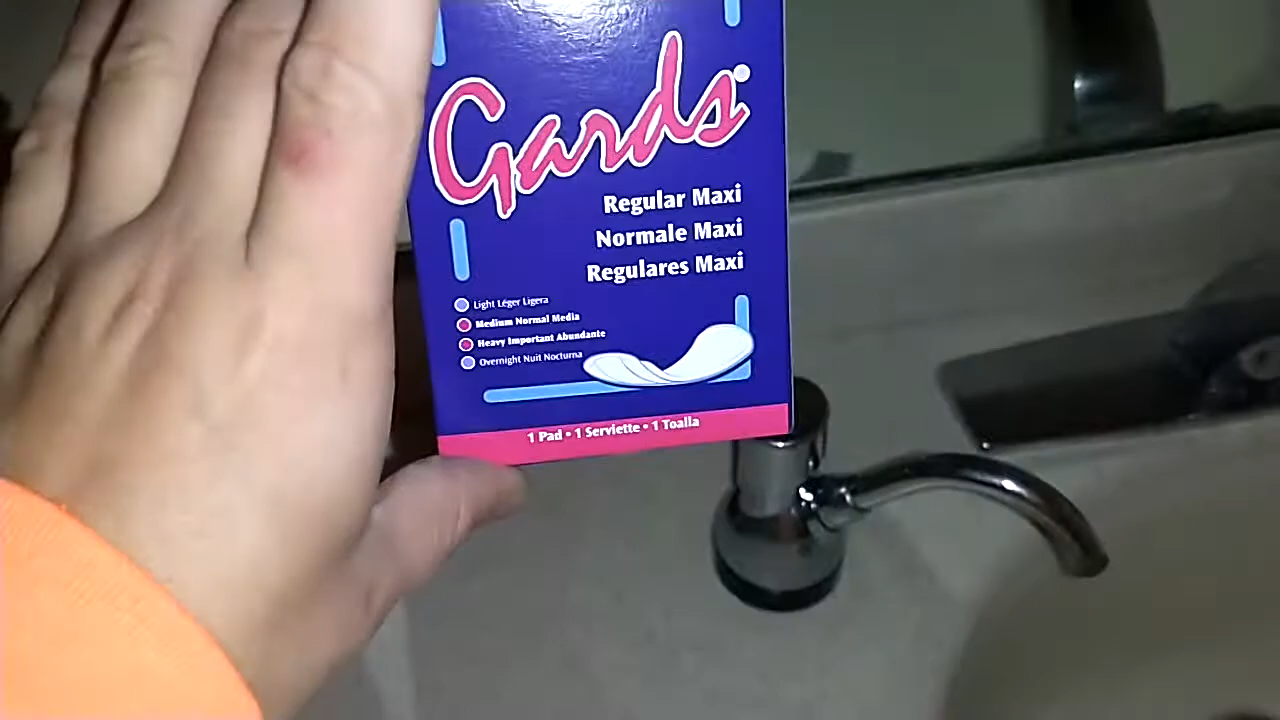 Gards®
Regular Maxi
Normale Maxi
Regulares Maxi
Light Léger Ligera
Medium Normal Media
Heavy Important Abundante
Overnight Nuit Nocturna
1 Pad • 1 Serviette • 1 Toalla